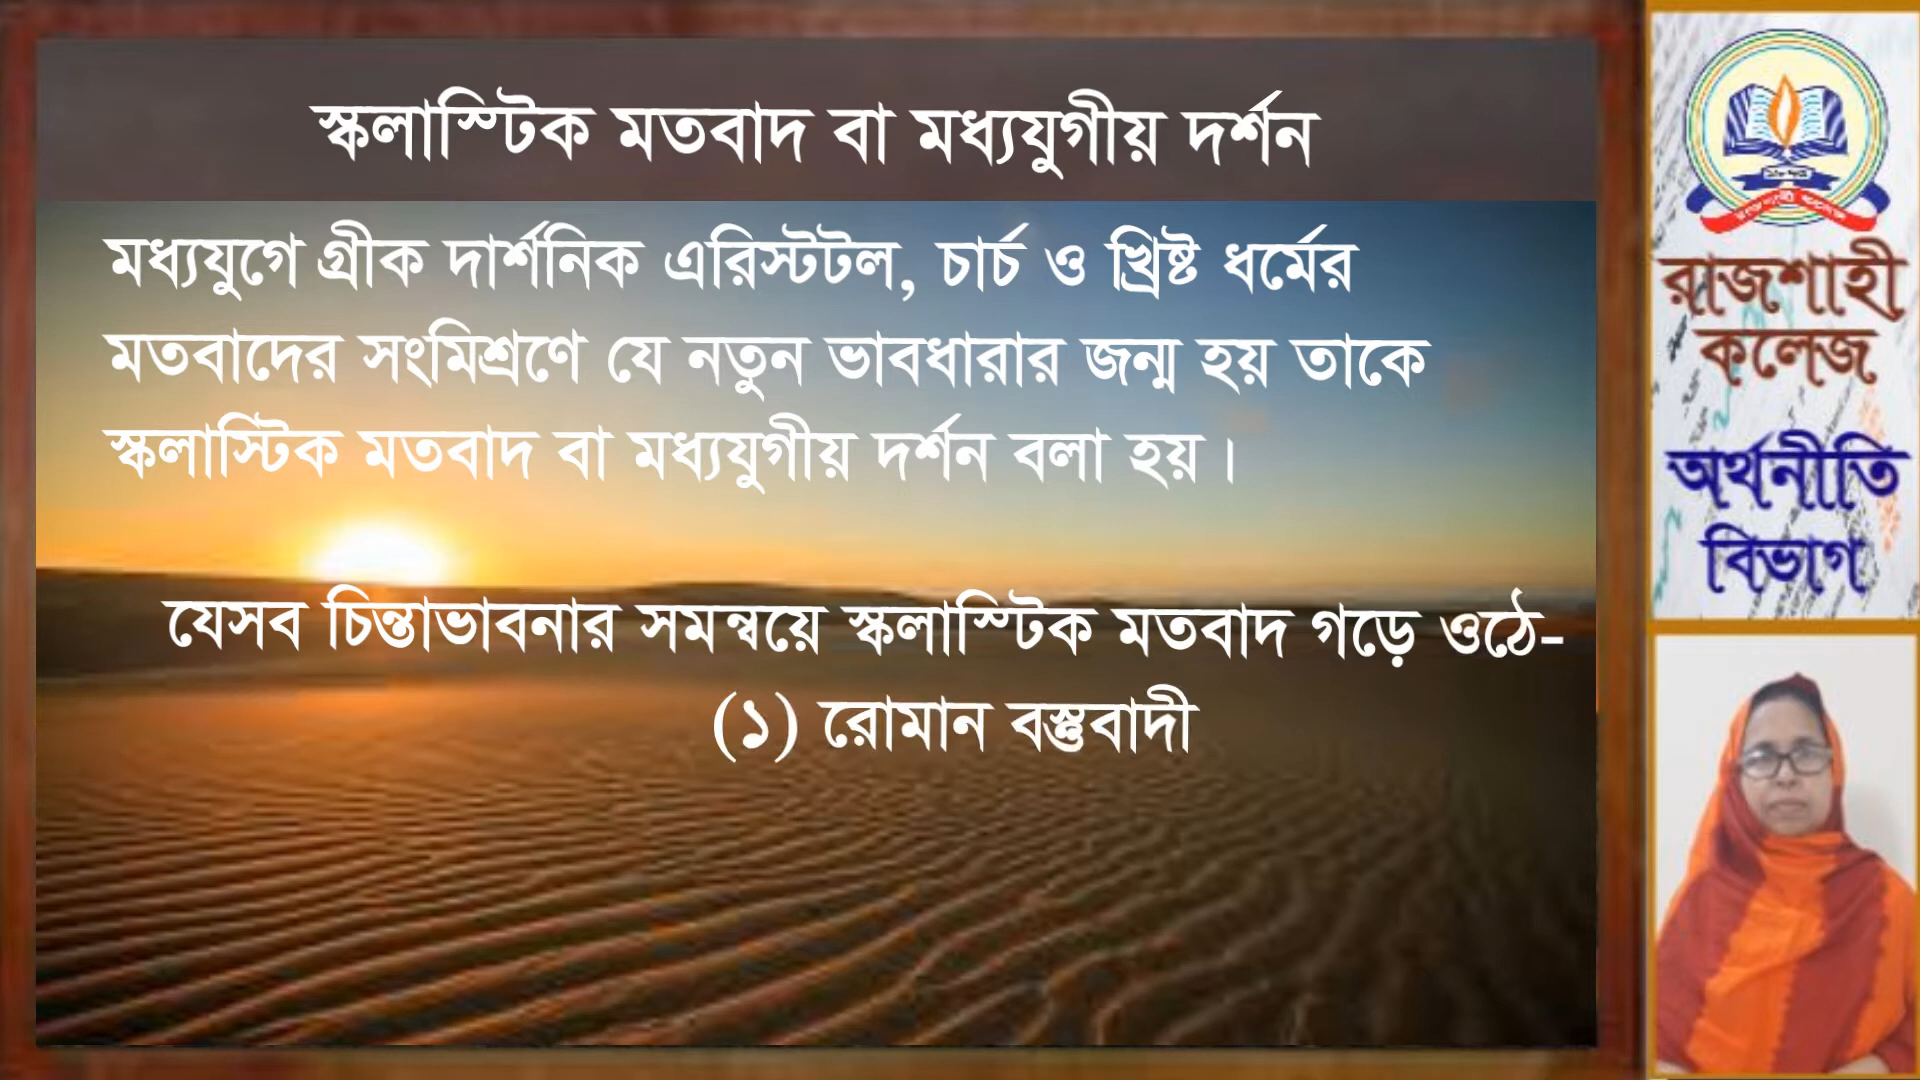 স্কলাস্টিক মতবাদ বা মধ্যযুগীয় দর্শন
মধ্যযুগে গ্রীক দার্শনিক এরিস্টটল, চার্চ ও খ্রিষ্ট ধর্মের
মতবাদের সংমিশ্রণে যে নতুন ভাবধারার জন্ম হয় তাকে
স্কলাস্টিক মতবাদ বা মধ্যযুগীয় দর্শন বলা হয়।
যেসব চিন্তাভাবনার সমন্বয়ে স্কলাস্টিক মতবাদ গড়ে ওঠে-
(১) রোমান বস্তুবাদী
রাজশাহী
কলেজ
অর্থনীতি
বিভাগ